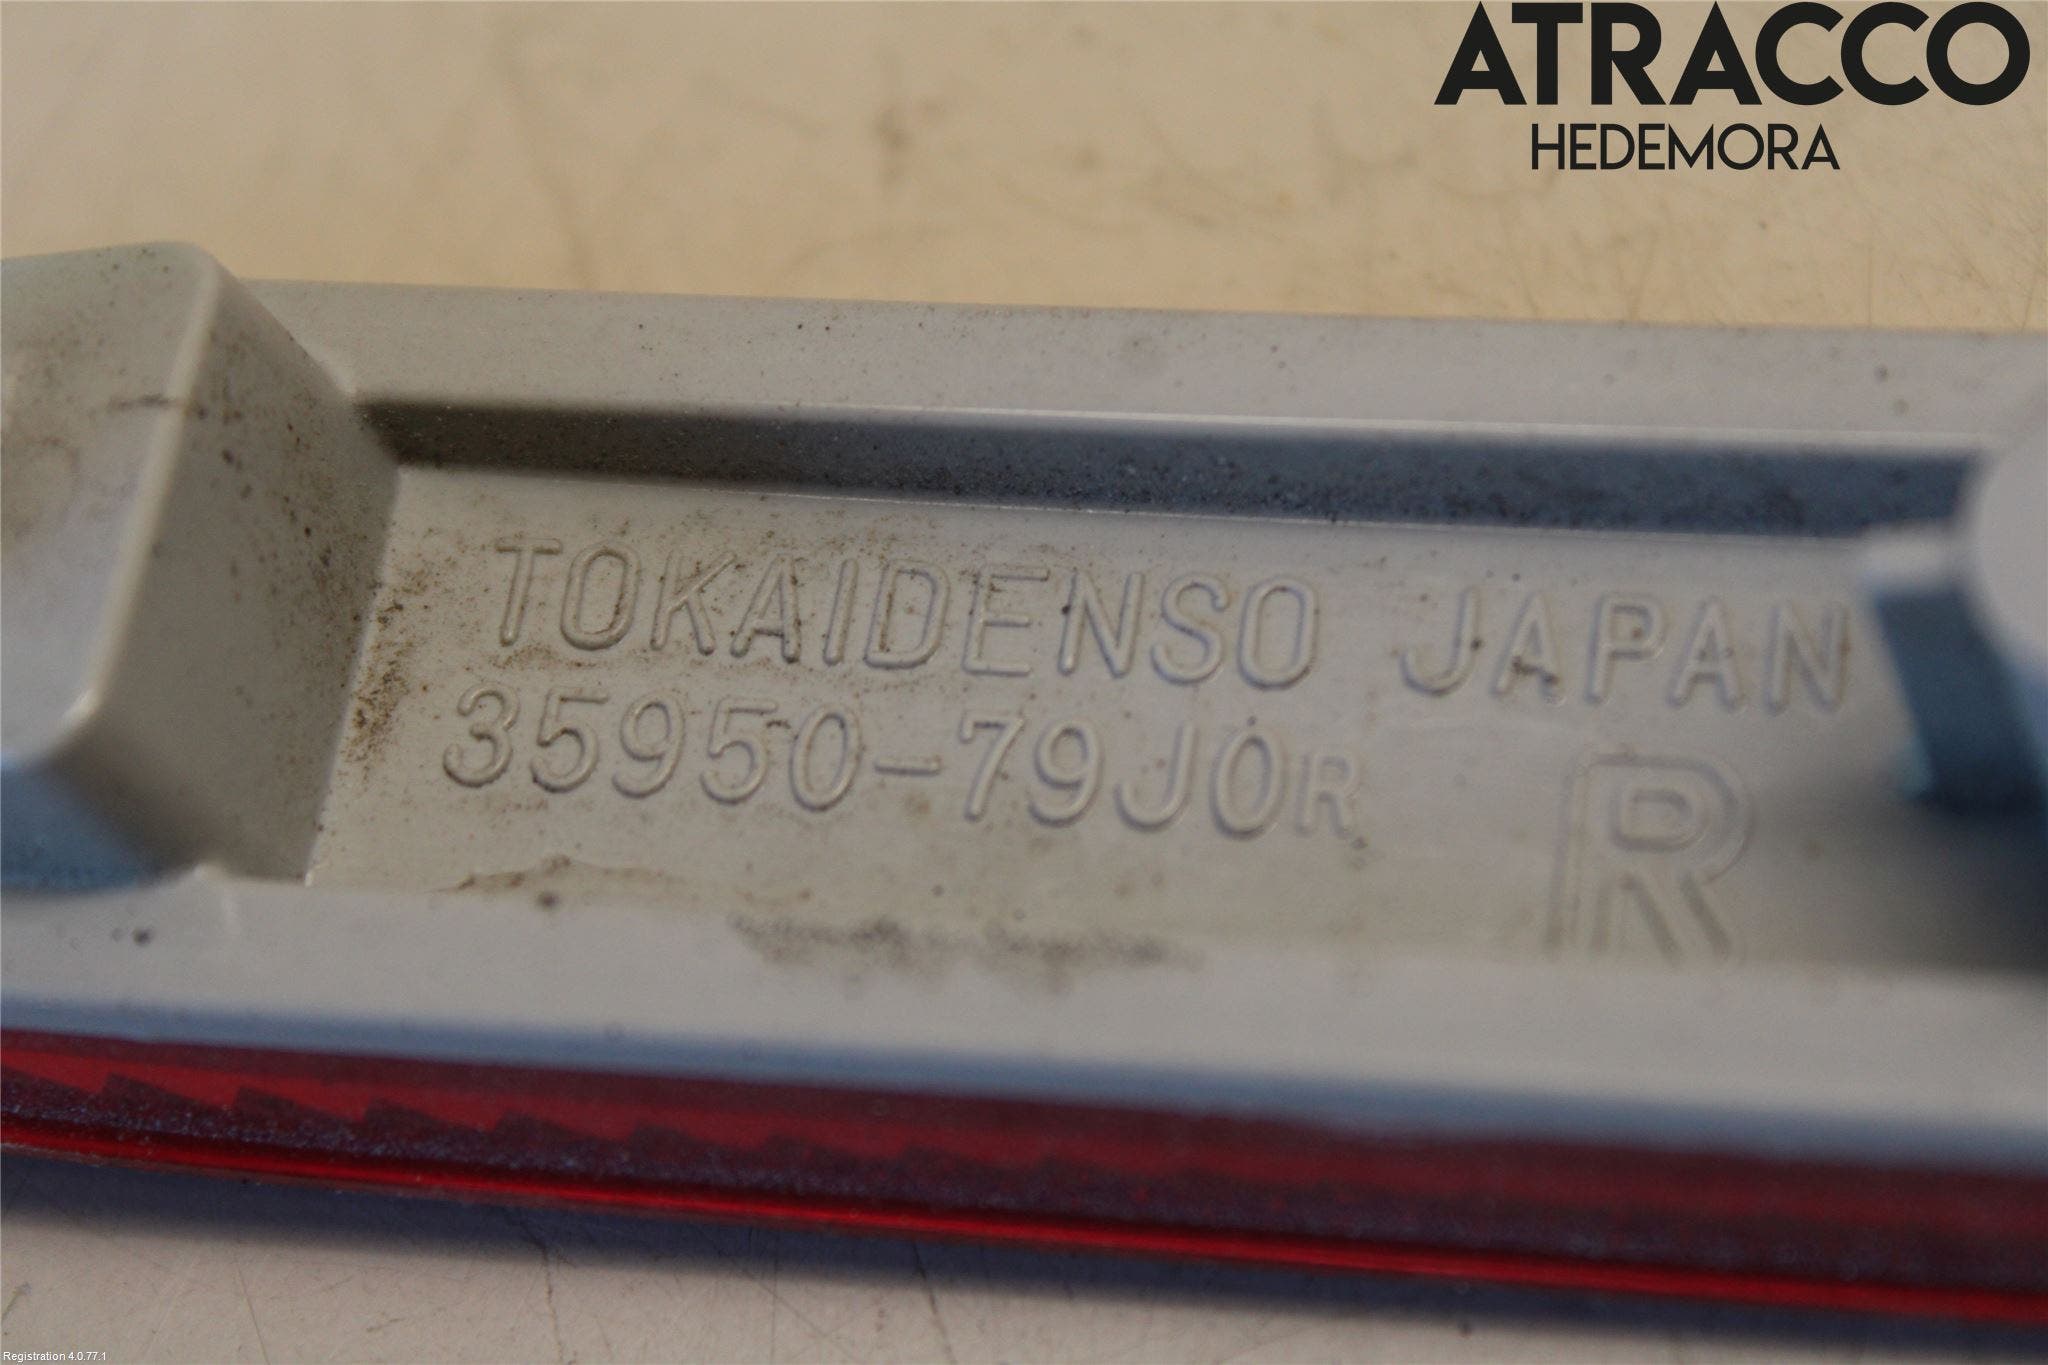 ATRACCO
HEDEMORA
TOKAIDENSO JAPAN
35950-79J0R
R
Registration 4.0.77.1